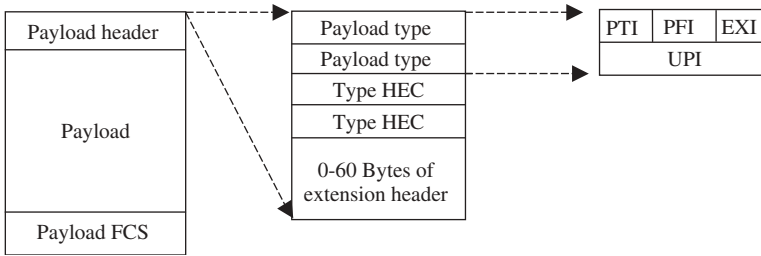 Payload header
Payload
Payload FCS
Payload type
Payload type
Type HEC
Type HEC
0-60 Bytes of
extension header
PTI PFI EXI
UPI